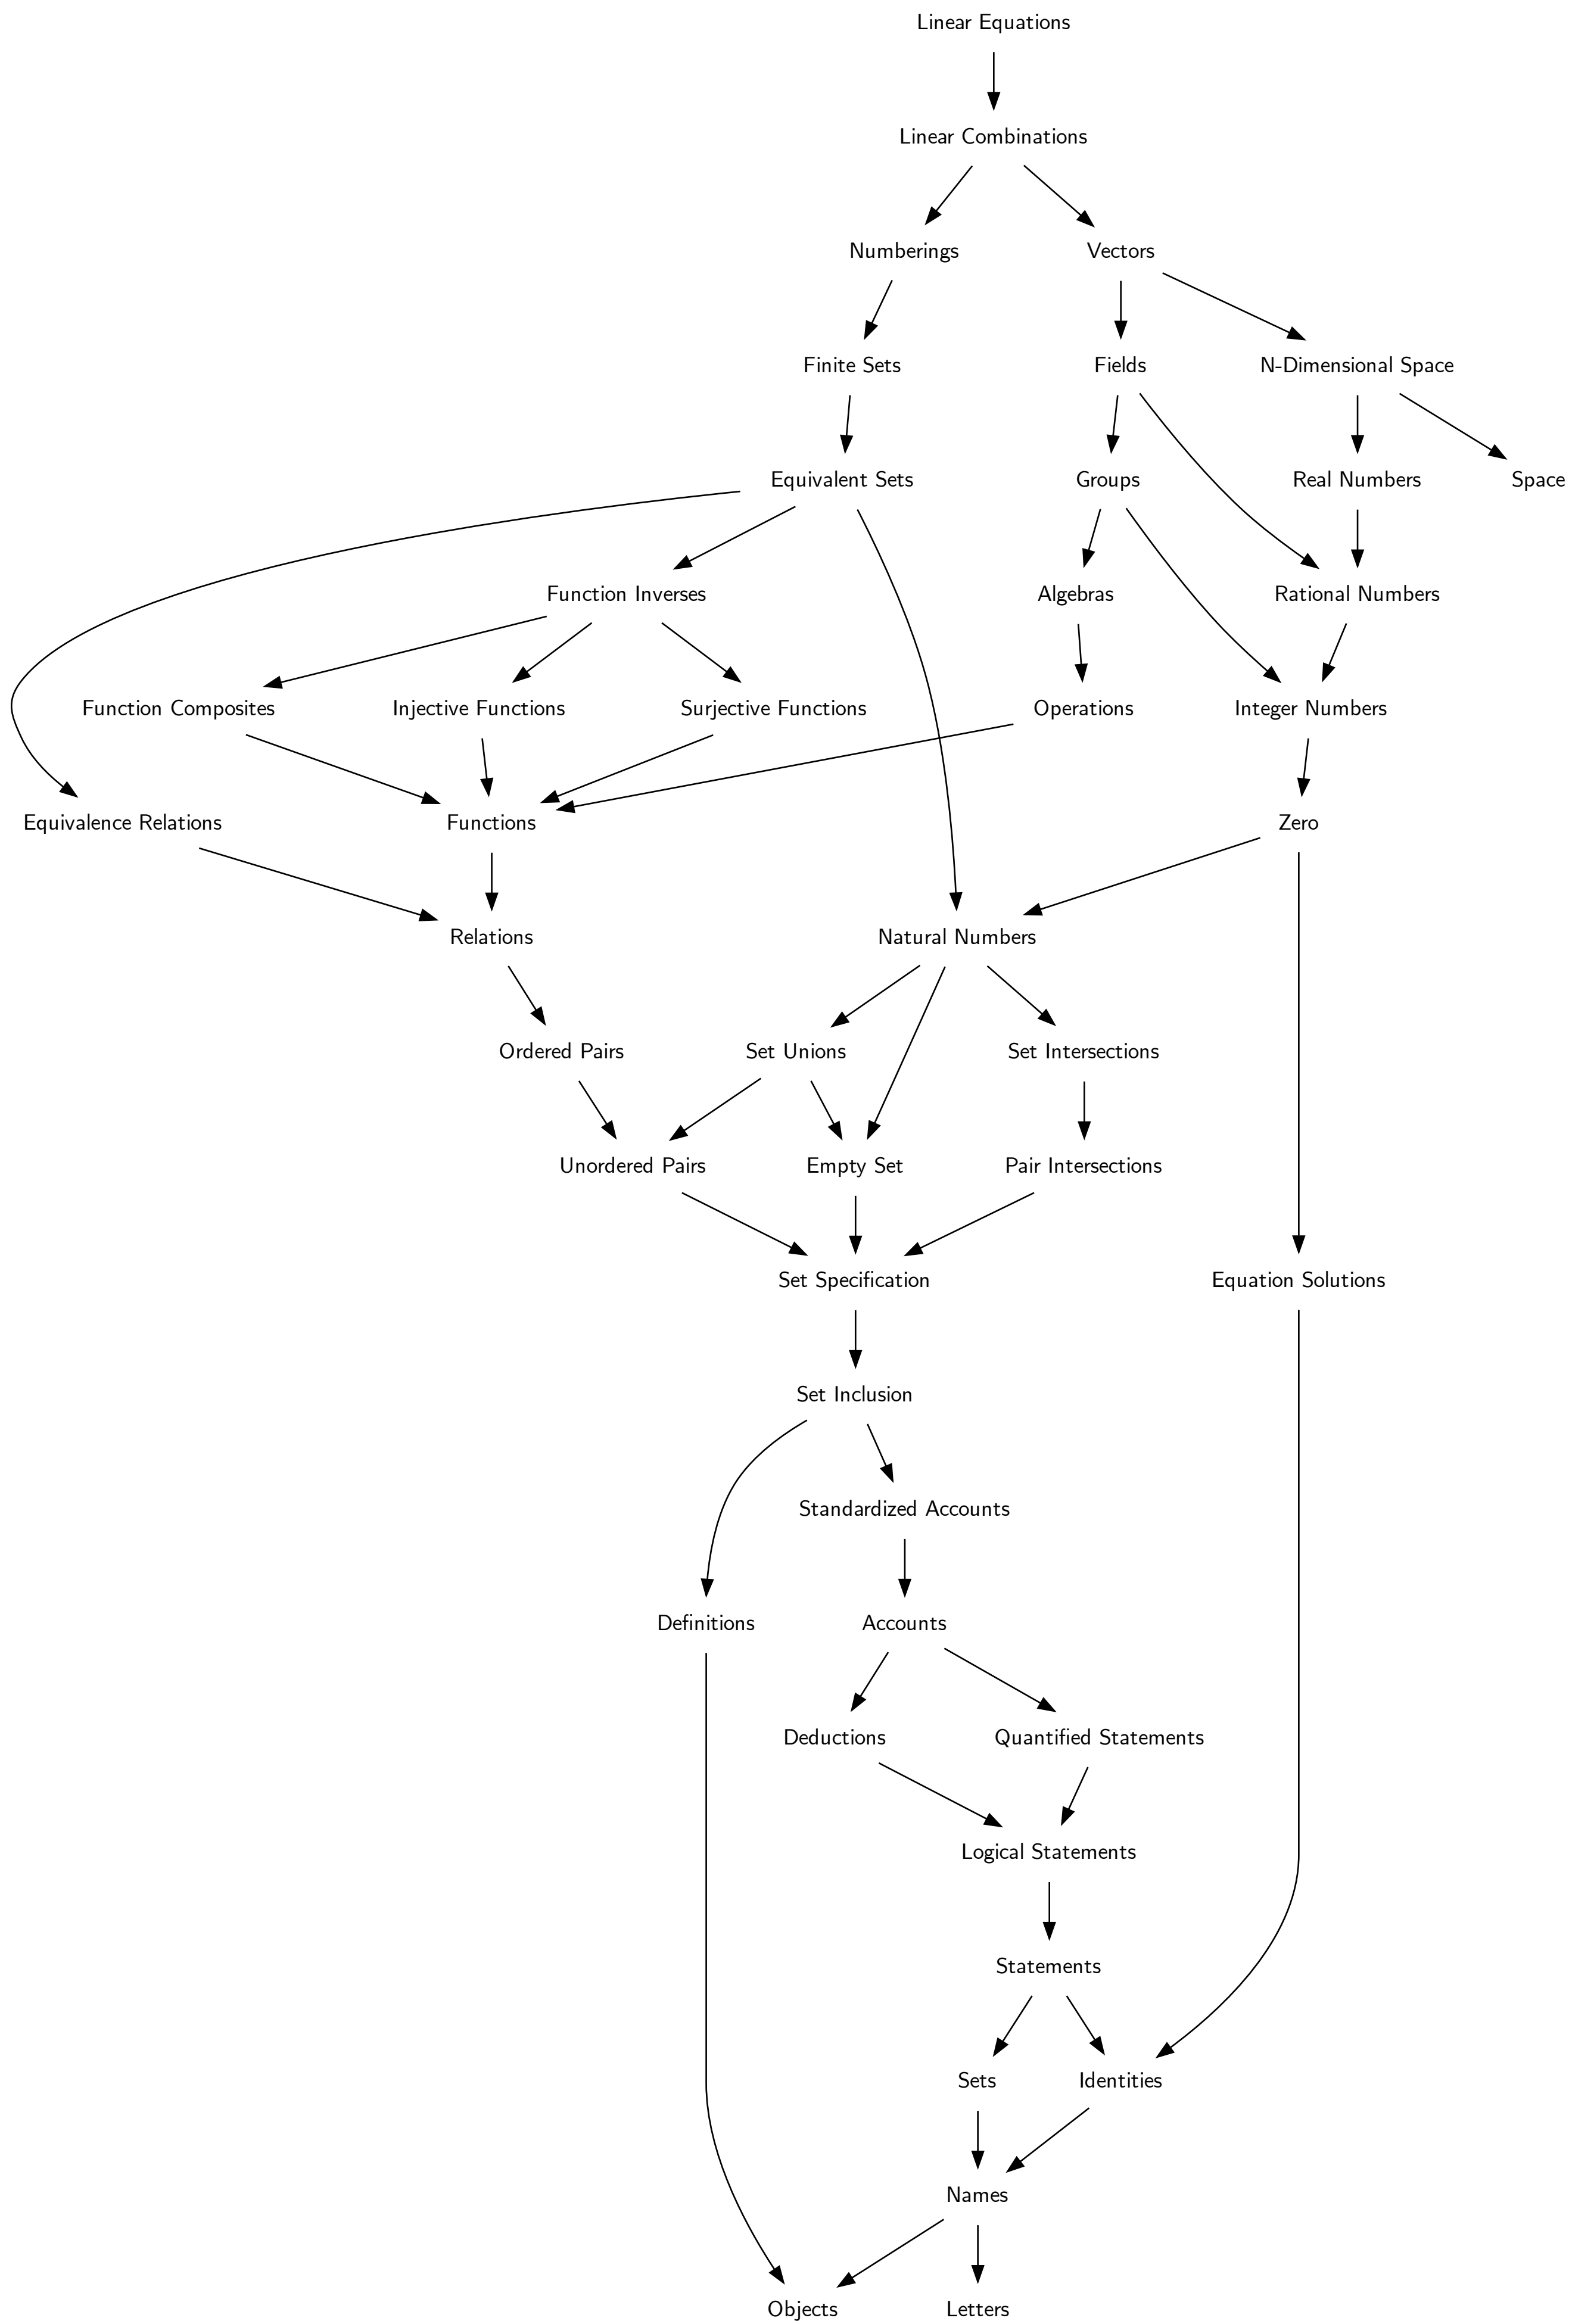 Linear Equations
Linear Combinations
Numberings
Vectors
Finite Sets
Fields
N-Dimensional Space
Equivalent Sets
Groups
Real Numbers
Space
Function Inverses
Algebras
Rational Numbers
Function Composites
Injective Functions
Surjective Functions
Operations
Integer Numbers
Equivalence Relations
Functions
Zero
Relations
Natural Numbers
Ordered Pairs
Set Unions
Set Intersections
Unordered Pairs
Empty Set
Pair Intersections
Set Specification
Equation Solutions
Set Inclusion
Standardized Accounts
Definitions
Accounts
Deductions
Quantified Statements
Logical Statements
Statements
Sets
Identities
Names
Objects
Letters